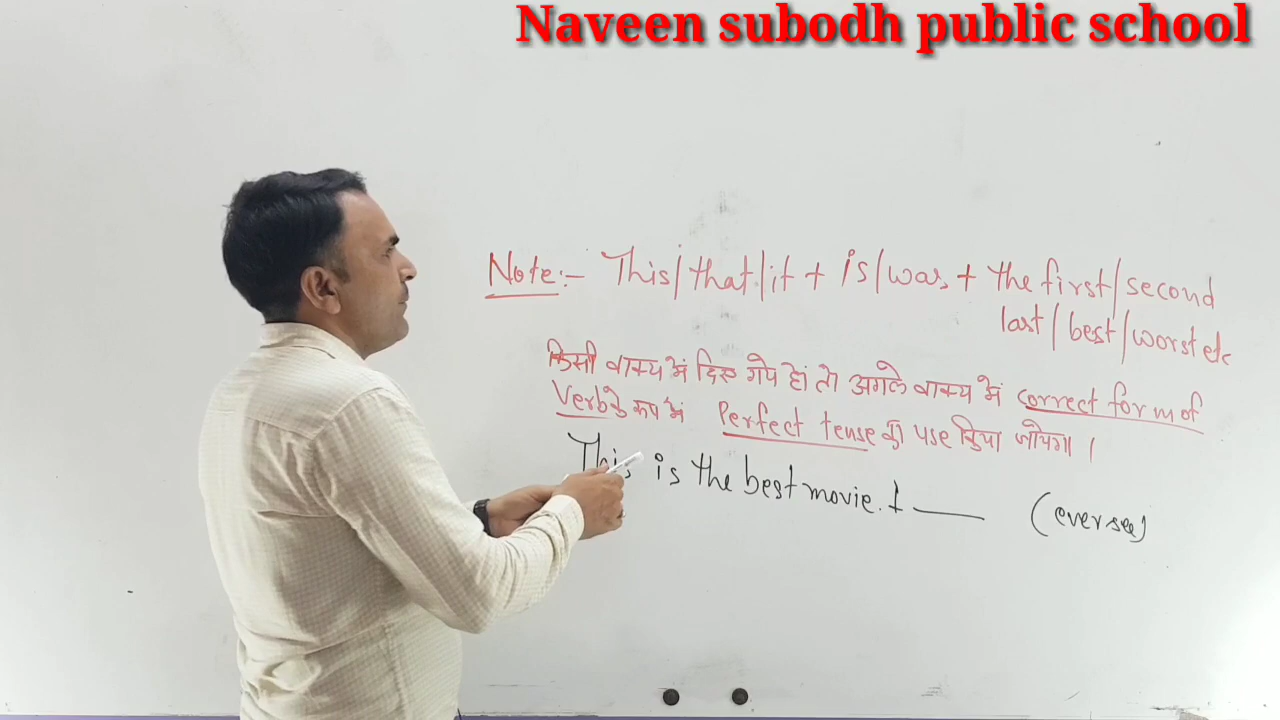 Naveen subodh public school
Note:- This/that/it + is/was + the first/second
last/best/worst etc
किसी वाक्य में दिए गये हों तो अगले वाक्य में correct form of
Verb के रूप में Perfect tense का use किया जायेगा।
This is the best movie. I ____ (ever see)